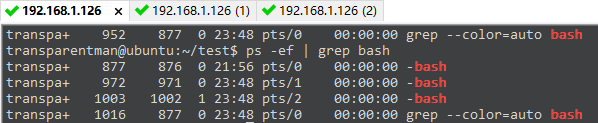 192.168.1.126 × 192.168.1.126 (1) 192.168.1.126 (2)
transpa+ 952 877 0 23:48 pts/0 00:00:00 grep --color=auto bash
transparentman@ubuntu:~/test$ ps -ef | grep bash
transpa+ 877 876 0 21:56 pts/0 00:00:00 -bash
transpa+ 972 971 0 23:48 pts/1 00:00:00 -bash
transpa+ 1003 1002 1 23:48 pts/2 00:00:00 -bash
transpa+ 1016 877 0 23:48 pts/0 00:00:00 grep --color=auto bash